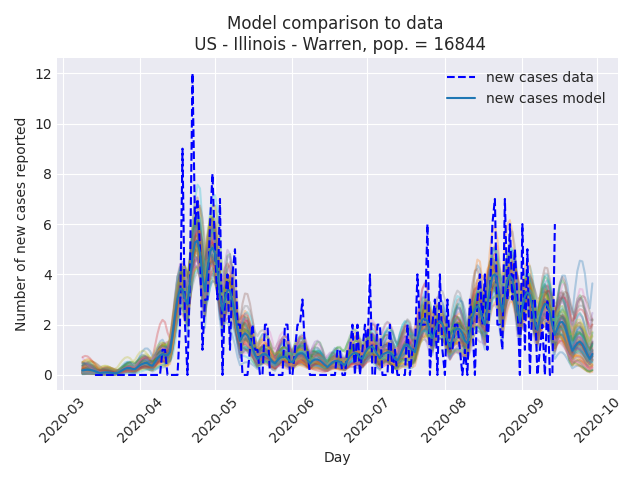 Model comparison to data
US - Illinois - Warren, pop. = 16844
new cases data
new cases model
Number of new cases reported
12
10
8
6
4
2
0
2020-03
2020-04
2020-05
2020-06
2020-07
2020-08
2020-09
2020-10
Day